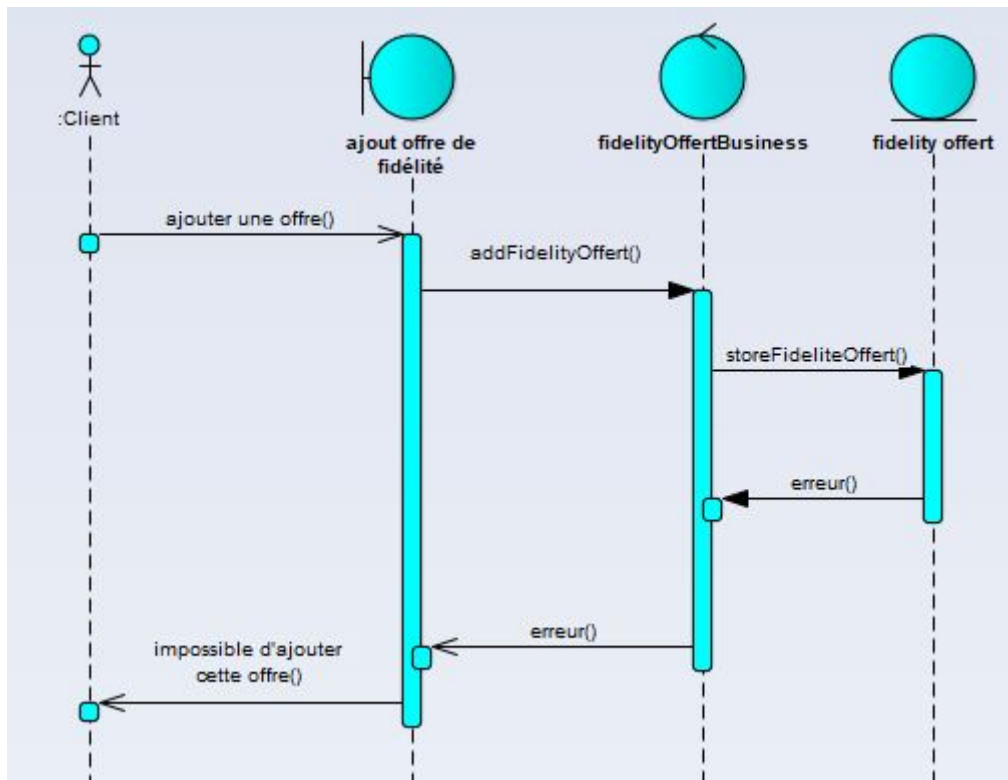 :Client
ajout offre de
fidélité
fidelityOffertBusiness
fidelity offert
ajouter une offre()
addFidelityOffert()
storeFideliteOffert()
erreur()
erreur()
impossible d'ajouter
cette offre()